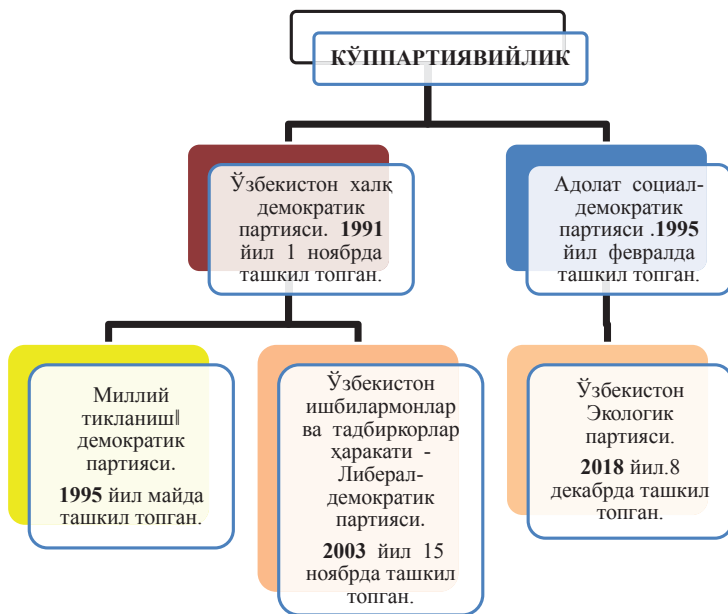 КЎППАРТИЯВИЙЛИК
Ўзбекистон халқ
демократик
партияси. 1991
йил 1 ноябрда
ташкил топган.
Адолат социал-
демократик
партияси .1995
йил февралда
ташкил топган.
Миллий
тикланиш‖
демократик
партияси.
1995 йил майда
ташкил топган.
Ўзбекистон
ишбилармонлар
ва тадбиркорлар
ҳаракати -
Либерал-
демократик
партияси.
2003 йил 15
ноябрда ташкил
топган.
Ўзбекистон
Экологик
партияси.
2018 йил.8
декабрда ташкил
топган.